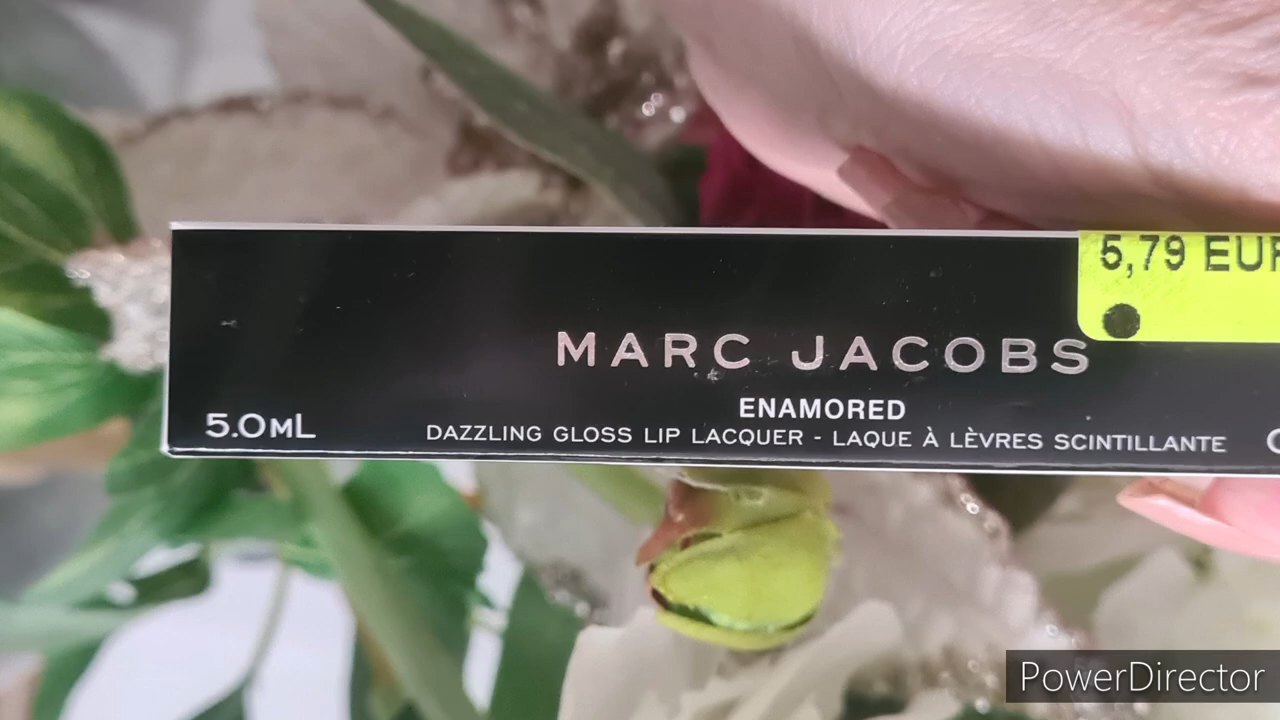 5,79 EUR
MARC JACOBS
ENAMORED
5.0ML
DAZZLING GLOSS LIP LACQUER - LAQUE À LÈVRES SCINTILLANTE
PowerDirector